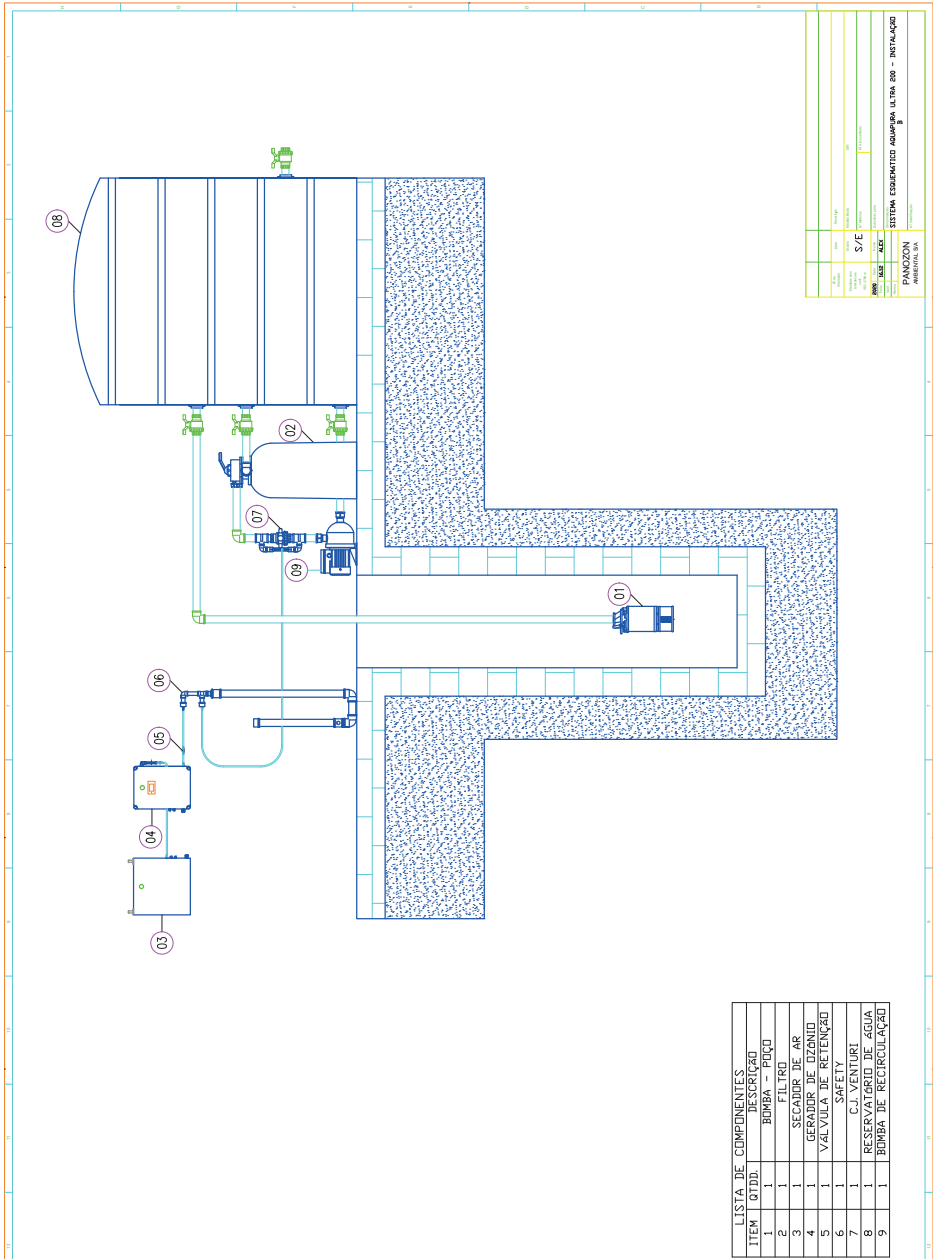 08
02
07
09
01
06
05
04
03
LISTA DE COMPONENTES
ITEM QTDD. DESCRIÇÃO
1 1 BOMBA - POÇO
2 1 FILTRO
3 1 SECADOR DE AR
4 1 GERADOR DE OZÔNIO
5 1 VÁLVULA DE RETENÇÃO
6 1 SAFETY
7 1 CJ. VENTURI
8 1 RESERVATÓRIO DE ÁGUA
9 1 BOMBA DE RECIRCULAÇÃO
S/E
ALEX
SISTEMA ESQUEMÁTICO AQUAPURA ULTRA 200 - INSTALAÇÃO
B
PANOZON
AMBIENTAL S/A